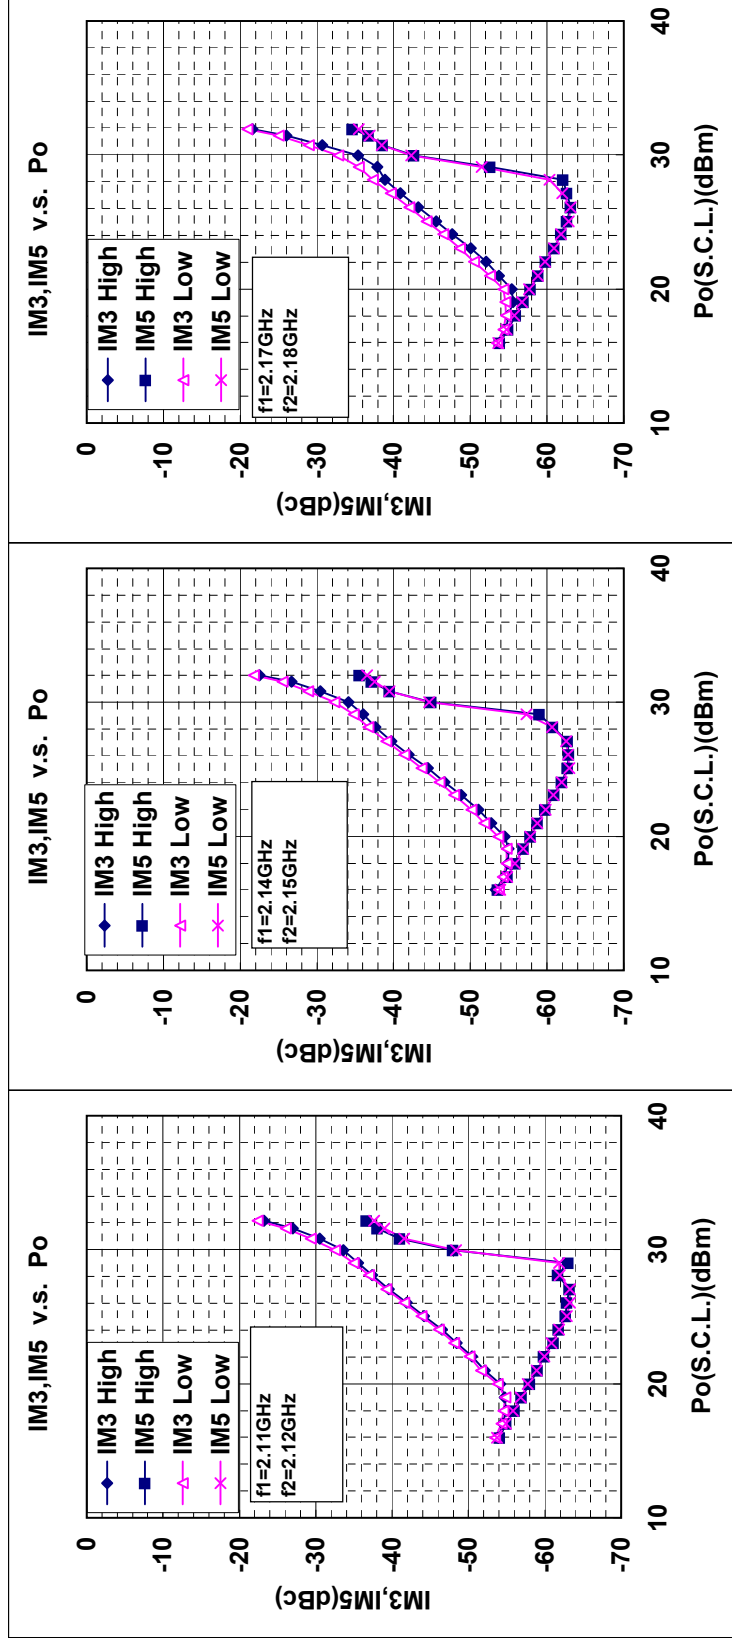 IM3,IM5 v.s. Po
0
-10
-20
-30
-40
-50
-60
-70
10
20
30
40
IM3,IM5(dBc)
Po(S.C.L.)(dBm)
IM3 High
IM5 High
IM3 Low
IM5 Low
f1=2.11GHz
f2=2.12GHz
IM3,IM5 v.s. Po
0
-10
-20
-30
-40
-50
-60
-70
10
20
30
40
IM3,IM5(dBc)
Po(S.C.L.)(dBm)
IM3 High
IM5 High
IM3 Low
IM5 Low
f1=2.14GHz
f2=2.15GHz
IM3,IM5 v.s. Po
0
-10
-20
-30
-40
-50
-60
-70
10
20
30
40
IM3,IM5(dBc)
Po(S.C.L.)(dBm)
IM3 High
IM5 High
IM3 Low
IM5 Low
f1=2.17GHz
f2=2.18GHz